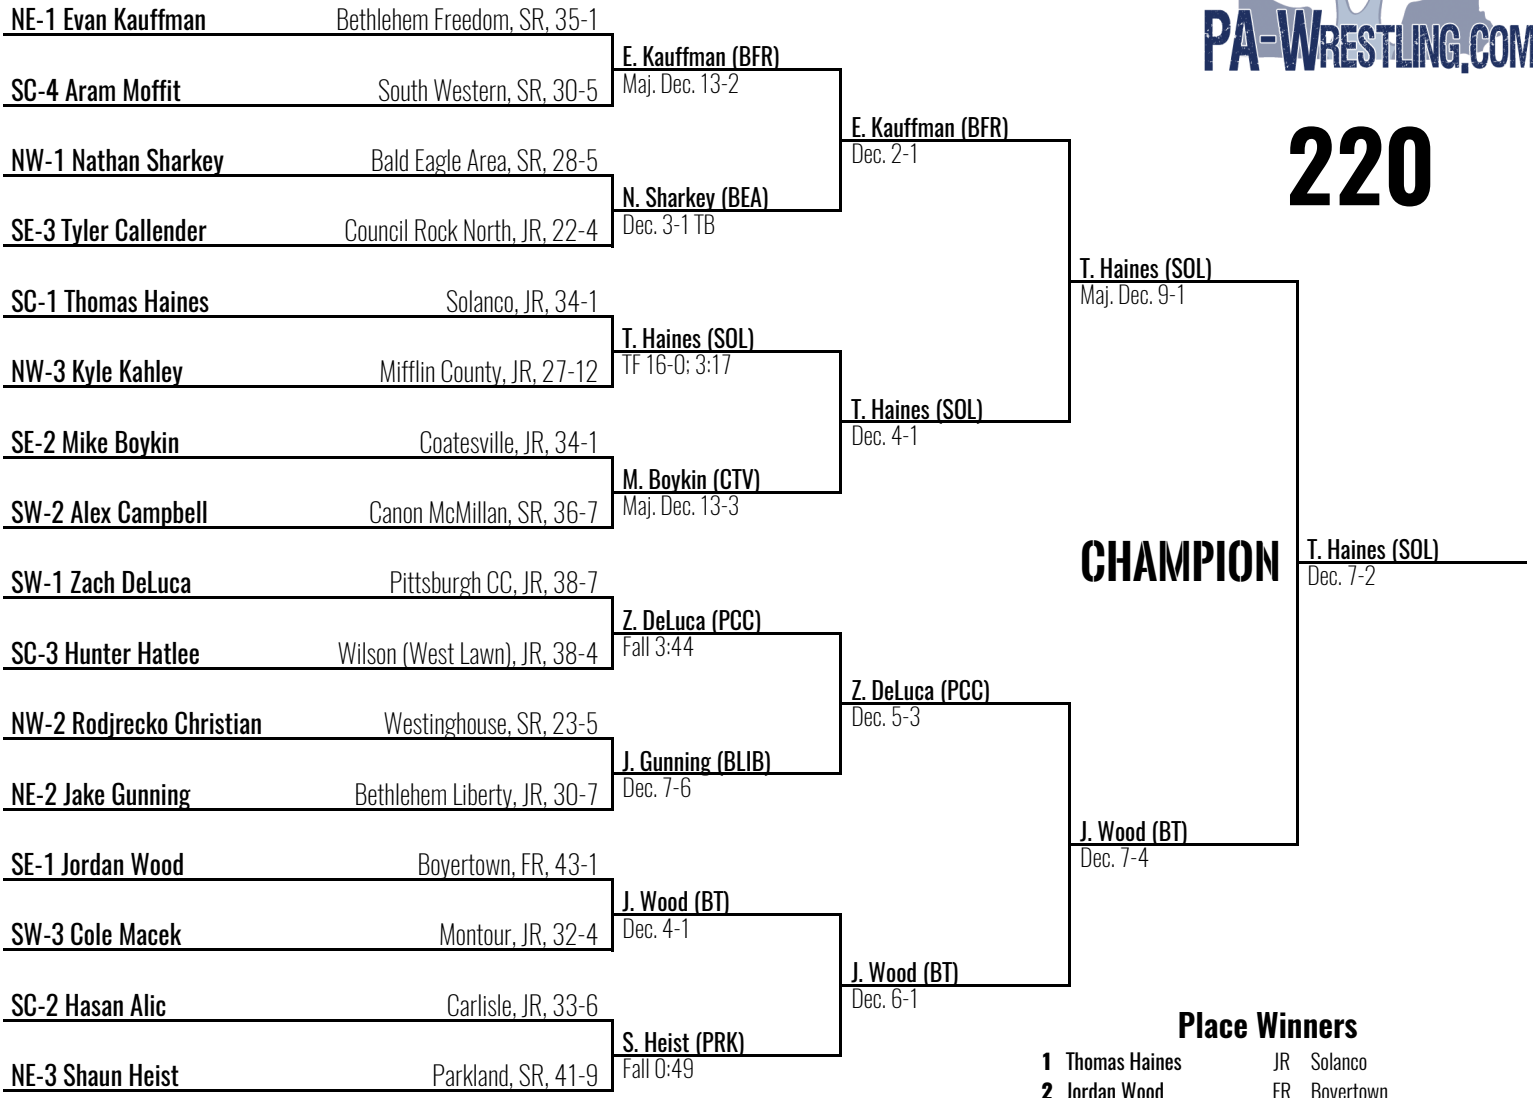 NE-1 Evan Kauffman Bethlehem Freedom, SR, 35-1
SC-4 Aram Moffit South Western, SR, 30-5
NW-1 Nathan Sharkey Bald Eagle Area, SR, 28-5
SE-3 Tyler Callender Council Rock North, JR, 22-4
SC-1 Thomas Haines Solanco, JR, 34-1
NW-3 Kyle Kahley Mifflin County, JR, 27-12
SE-2 Mike Boykin Coatesville, JR, 34-1
SW-2 Alex Campbell Canon McMillan, SR, 36-7
SW-1 Zach DeLuca Pittsburgh CC, JR, 38-7
SC-3 Hunter Hatlee Wilson (West Lawn), JR, 38-4
NW-2 Rodjrecko Christian Westinghouse, SR, 23-5
NE-2 Jake Gunning Bethlehem Liberty, JR, 30-7
SE-1 Jordan Wood Boyertown, FR, 43-1
SW-3 Cole Macek Montour, JR, 32-4
SC-2 Hasan Alic Carlisle, JR, 33-6
NE-3 Shaun Heist Parkland, SR, 41-9
E. Kauffman (BFR)
Maj. Dec. 13-2
N. Sharkey (BEA)
Dec. 3-1 TB
T. Haines (SOL)
TF 16-0; 3:17
M. Boykin (CTV)
Maj. Dec. 13-3
Z. DeLuca (PCC)
Fall 3:44
J. Gunning (BLIB)
Dec. 7-6
J. Wood (BT)
Dec. 4-1
S. Heist (PRK)
Fall 0:49
E. Kauffman (BFR)
Dec. 2-1
T. Haines (SOL)
Dec. 4-1
Z. DeLuca (PCC)
Dec. 5-3
J. Wood (BT)
Dec. 6-1
T. Haines (SOL)
Maj. Dec. 9-1
J. Wood (BT)
Dec. 7-4
PA-WRESTLING.COM
220
CHAMPION
T. Haines (SOL)
Dec. 7-2
Place Winners
1 Thomas Haines JR Solanco
2 Jordan Wood FR Boyertown